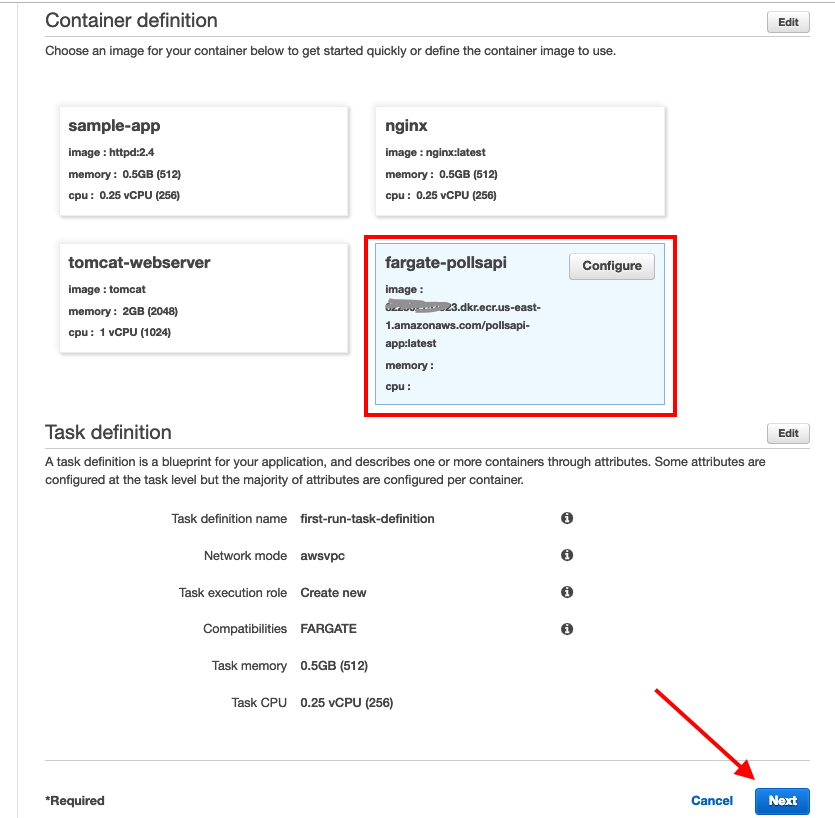 Container definition
Edit
Choose an image for your container below to get started quickly or define the container image to use.
sample-app
image : httpd:2.4
memory : 0.5GB (512)
cpu : 0.25 vCPU (256)
nginx
image : nginx:latest
memory : 0.5GB (512)
cpu : 0.25 vCPU (256)
tomcat-webserver
image : tomcat
memory : 2GB (2048)
cpu : 1 vCPU (1024)
fargate-pollsapi
Configure
image :
.dkr.ecr.us-east-
1.amazonaws.com/pollsapi-
app:latest
memory :
cpu :
Task definition
Edit
A task definition is a blueprint for your application, and describes one or more containers through attributes. Some attributes are
configured at the task level but the majority of attributes are configured per container.
Task definition name first-run-task-definition
Network mode awsvpc
Task execution role Create new
Compatibilities FARGATE
Task memory 0.5GB (512)
Task CPU 0.25 vCPU (256)
*Required
Cancel
Next